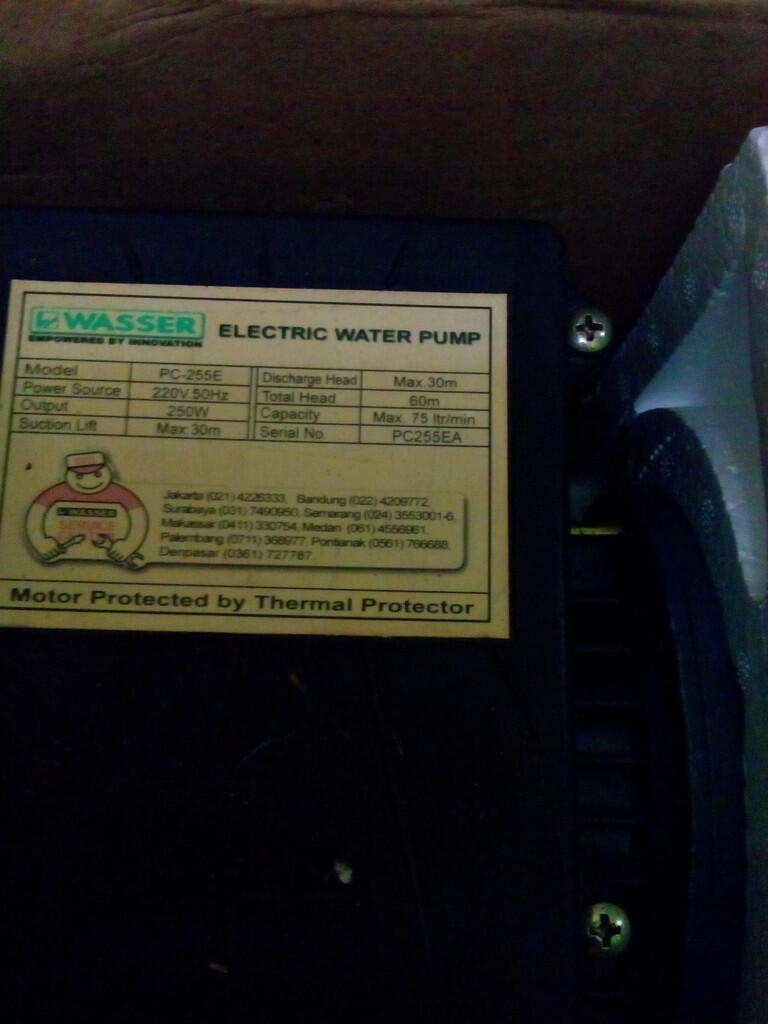 WASSER
EMPOWERED BY INNOVATION
ELECTRIC WATER PUMP
Model PC-255E Discharge Head Max.30m
Power Source 220V 50Hz Total Head 60m
Output 250W Capacity Max. 75 ltr/min
Suction Lift Max 30m Serial No. PC255EA
WASSER
SERVICE
Jakarta (021) 4226333, Bandung (022) 4209772,
Surabaya (031) 7490950, Semarang (024) 3553001-6,
Makassar (0411) 330754, Medan (061) 4556961,
Palembang (0711) 368977, Pontianak (0561) 766688,
Denpasar (0361) 727787.
Motor Protected by Thermal Protector